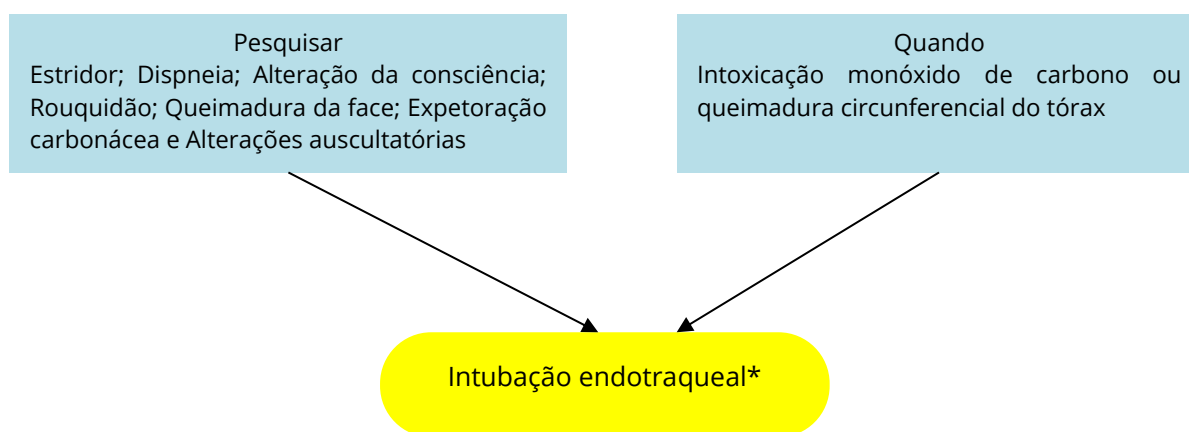 Pesquisar
Estridor; Dispneia; Alteração da consciência;
Rouquidão; Queimadura da face; Expetoração
carbonácea e Alterações auscultatórias
Quando
Intoxicação monóxido de carbono ou
queimadura circunferencial do tórax
Intubação endotraqueal*